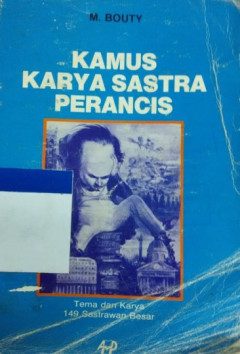 M. BOUTY
KAMUS
KARYA SASTRA
PERANCIS
Tema dan Karya
149 Sastrawan Besar